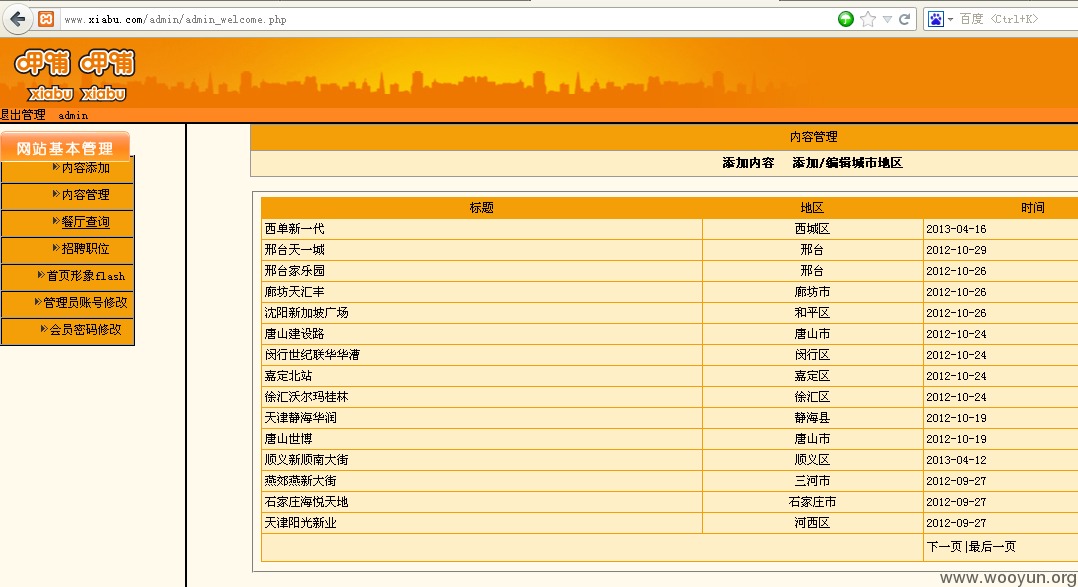 www.xiabu.com/admin/admin_welcome.php
百度 <Ctrl+K>
呷哺 呷哺
xiabu xiabu
退出管理 admin
网站基本管理
内容添加
内容管理
餐厅查询
招聘职位
首页形象flash
管理员账号修改
会员密码修改
内容管理
添加内容 添加/编辑城市地区
标题 地区 时间
西单新一代 西城区 2013-04-16
邢台天一城 邢台 2012-10-29
邢台家乐园 邢台 2012-10-26
廊坊天汇丰 廊坊市 2012-10-26
沈阳新加坡广场 和平区 2012-10-26
唐山建设路 唐山市 2012-10-24
闵行世纪联华华漕 闵行区 2012-10-24
嘉定北站 嘉定区 2012-10-24
徐汇沃尔玛桂林 徐汇区 2012-10-24
天津静海华润 静海县 2012-10-19
唐山世博 唐山市 2012-10-19
顺义新顺南大街 顺义区 2013-04-12
燕郊燕新大街 三河市 2012-09-27
石家庄海悦天地 石家庄市 2012-09-27
天津阳光新业 河西区 2012-09-27
下一页|最后一页
www.wooyun.org